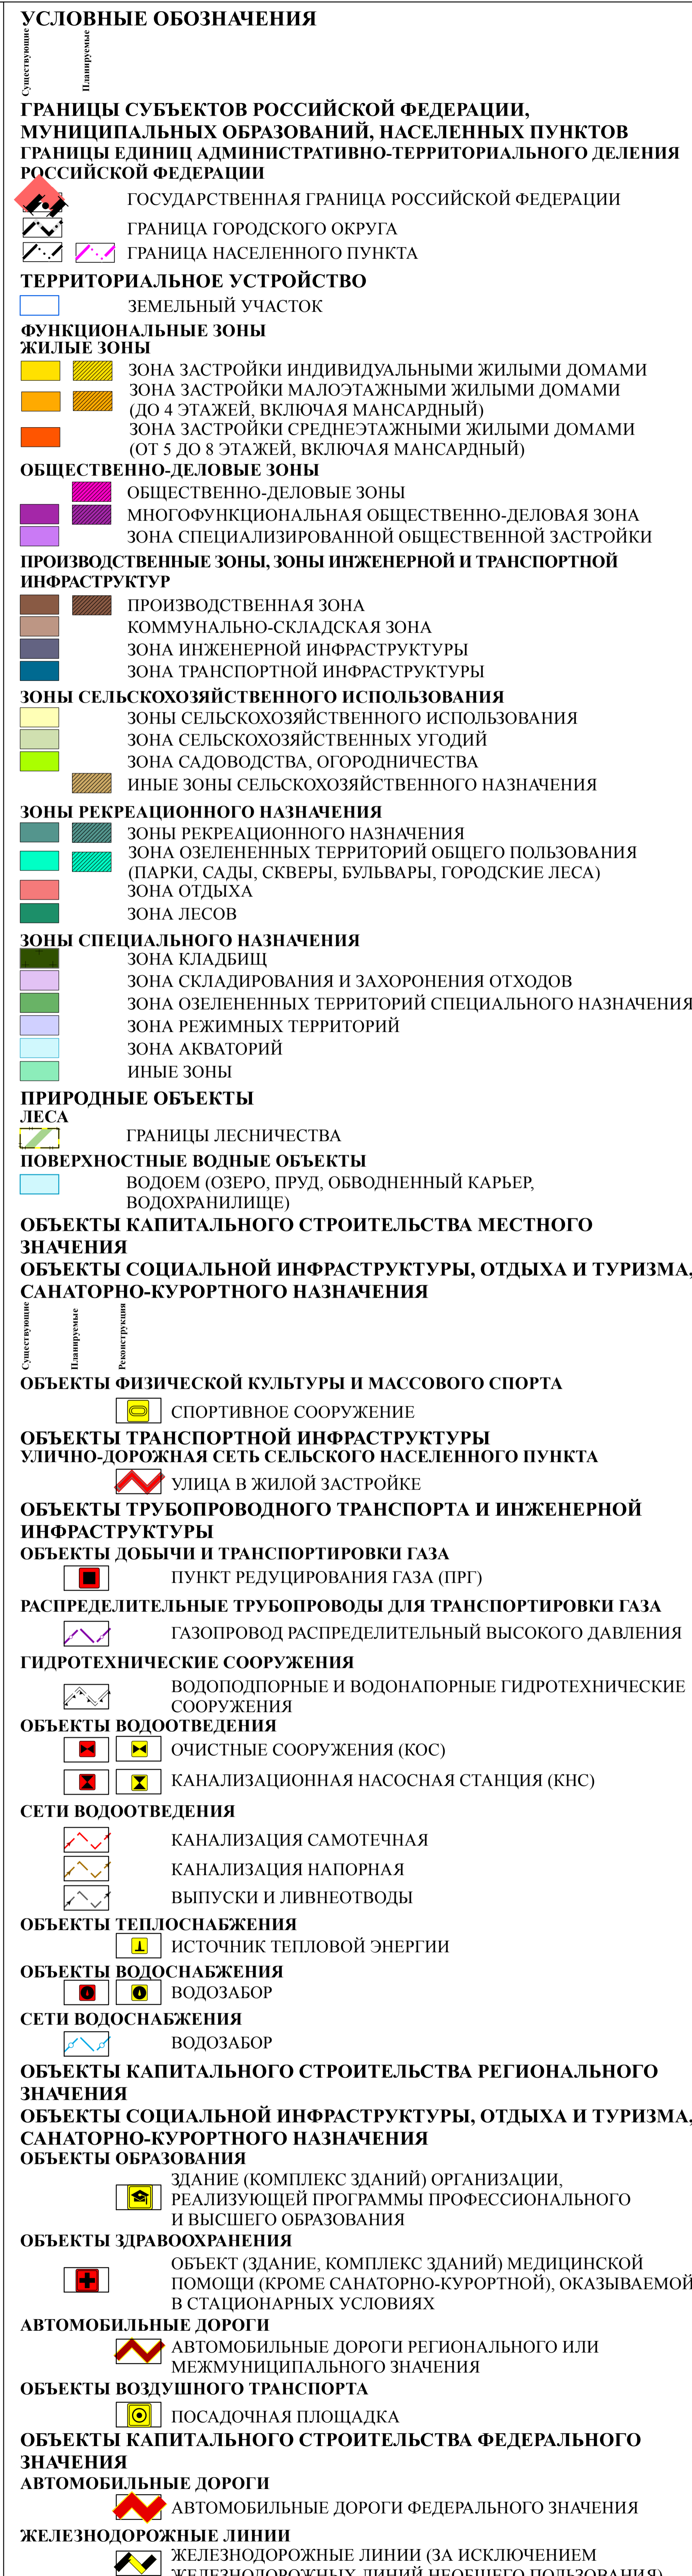 УСЛОВНЫЕ ОБОЗНАЧЕНИЯ
Существующие
Планируемые
ГРАНИЦЫ СУБЪЕКТОВ РОССИЙСКОЙ ФЕДЕРАЦИИ,
МУНИЦИПАЛЬНЫХ ОБРАЗОВАНИЙ, НАСЕЛЕННЫХ ПУНКТОВ
ГРАНИЦЫ ЕДИНИЦ АДМИНИСТРАТИВНО-ТЕРРИТОРИАЛЬНОГО ДЕЛЕНИЯ
РОССИЙСКОЙ ФЕДЕРАЦИИ
ГОСУДАРСТВЕННАЯ ГРАНИЦА РОССИЙСКОЙ ФЕДЕРАЦИИ
ГРАНИЦА ГОРОДСКОГО ОКРУГА
ГРАНИЦА НАСЕЛЕННОГО ПУНКТА
ТЕРРИТОРИАЛЬНОЕ УСТРОЙСТВО
ЗЕМЕЛЬНЫЙ УЧАСТОК
ФУНКЦИОНАЛЬНЫЕ ЗОНЫ
ЖИЛЫЕ ЗОНЫ
ЗОНА ЗАСТРОЙКИ ИНДИВИДУАЛЬНЫМИ ЖИЛЫМИ ДОМАМИ
ЗОНА ЗАСТРОЙКИ МАЛОЭТАЖНЫМИ ЖИЛЫМИ ДОМАМИ
(ДО 4 ЭТАЖЕЙ, ВКЛЮЧАЯ МАНСАРДНЫЙ)
ЗОНА ЗАСТРОЙКИ СРЕДНЕЭТАЖНЫМИ ЖИЛЫМИ ДОМАМИ
(ОТ 5 ДО 8 ЭТАЖЕЙ, ВКЛЮЧАЯ МАНСАРДНЫЙ)
ОБЩЕСТВЕННО-ДЕЛОВЫЕ ЗОНЫ
ОБЩЕСТВЕННО-ДЕЛОВЫЕ ЗОНЫ
МНОГОФУНКЦИОНАЛЬНАЯ ОБЩЕСТВЕННО-ДЕЛОВАЯ ЗОНА
ЗОНА СПЕЦИАЛИЗИРОВАННОЙ ОБЩЕСТВЕННОЙ ЗАСТРОЙКИ
ПРОИЗВОДСТВЕННЫЕ ЗОНЫ, ЗОНЫ ИНЖЕНЕРНОЙ И ТРАНСПОРТНОЙ
ИНФРАСТРУКТУР
ПРОИЗВОДСТВЕННАЯ ЗОНА
КОММУНАЛЬНО-СКЛАДСКАЯ ЗОНА
ЗОНА ИНЖЕНЕРНОЙ ИНФРАСТРУКТУРЫ
ЗОНА ТРАНСПОРТНОЙ ИНФРАСТРУКТУРЫ
ЗОНЫ СЕЛЬСКОХОЗЯЙСТВЕННОГО ИСПОЛЬЗОВАНИЯ
ЗОНЫ СЕЛЬСКОХОЗЯЙСТВЕННОГО ИСПОЛЬЗОВАНИЯ
ЗОНА СЕЛЬСКОХОЗЯЙСТВЕННЫХ УГОДИЙ
ЗОНА САДОВОДСТВА, ОГОРОДНИЧЕСТВА
ИНЫЕ ЗОНЫ СЕЛЬСКОХОЗЯЙСТВЕННОГО НАЗНАЧЕНИЯ
ЗОНЫ РЕКРЕАЦИОННОГО НАЗНАЧЕНИЯ
ЗОНЫ РЕКРЕАЦИОННОГО НАЗНАЧЕНИЯ
ЗОНА ОЗЕЛЕНЕННЫХ ТЕРРИТОРИЙ ОБЩЕГО ПОЛЬЗОВАНИЯ
(ПАРКИ, САДЫ, СКВЕРЫ, БУЛЬВАРЫ, ГОРОДСКИЕ ЛЕСА)
ЗОНА ОТДЫХА
ЗОНА ЛЕСОВ
ЗОНЫ СПЕЦИАЛЬНОГО НАЗНАЧЕНИЯ
ЗОНА КЛАДБИЩ
ЗОНА СКЛАДИРОВАНИЯ И ЗАХОРОНЕНИЯ ОТХОДОВ
ЗОНА ОЗЕЛЕНЕННЫХ ТЕРРИТОРИЙ СПЕЦИАЛЬНОГО НАЗНАЧЕНИЯ
ЗОНА РЕЖИМНЫХ ТЕРРИТОРИЙ
ЗОНА АКВАТОРИЙ
ИНЫЕ ЗОНЫ
ПРИРОДНЫЕ ОБЪЕКТЫ
ЛЕСА
ГРАНИЦЫ ЛЕСНИЧЕСТВА
ПОВЕРХНОСТНЫЕ ВОДНЫЕ ОБЪЕКТЫ
ВОДОЕМ (ОЗЕРО, ПРУД, ОБВОДНЕННЫЙ КАРЬЕР,
ВОДОХРАНИЛИЩЕ)
ОБЪЕКТЫ КАПИТАЛЬНОГО СТРОИТЕЛЬСТВА МЕСТНОГО
ЗНАЧЕНИЯ
ОБЪЕКТЫ СОЦИАЛЬНОЙ ИНФРАСТРУКТУРЫ, ОТДЫХА И ТУРИЗМА,
САНАТОРНО-КУРОРТНОГО НАЗНАЧЕНИЯ
Существующие
Планируемые
Реконструкция
ОБЪЕКТЫ ФИЗИЧЕСКОЙ КУЛЬТУРЫ И МАССОВОГО СПОРТА
СПОРТИВНОЕ СООРУЖЕНИЕ
ОБЪЕКТЫ ТРАНСПОРТНОЙ ИНФРАСТРУКТУРЫ
УЛИЧНО-ДОРОЖНАЯ СЕТЬ СЕЛЬСКОГО НАСЕЛЕННОГО ПУНКТА
УЛИЦА В ЖИЛОЙ ЗАСТРОЙКЕ
ОБЪЕКТЫ ТРУБОПРОВОДНОГО ТРАНСПОРТА И ИНЖЕНЕРНОЙ
ИНФРАСТРУКТУРЫ
ОБЪЕКТЫ ДОБЫЧИ И ТРАНСПОРТИРОВКИ ГАЗА
ПУНКТ РЕДУЦИРОВАНИЯ ГАЗА (ПРГ)
РАСПРЕДЕЛИТЕЛЬНЫЕ ТРУБОПРОВОДЫ ДЛЯ ТРАНСПОРТИРОВКИ ГАЗА
ГАЗОПРОВОД РАСПРЕДЕЛИТЕЛЬНЫЙ ВЫСОКОГО ДАВЛЕНИЯ
ГИДРОТЕХНИЧЕСКИЕ СООРУЖЕНИЯ
ВОДОПОДПОРНЫЕ И ВОДОНАПОРНЫЕ ГИДРОТЕХНИЧЕСКИЕ
СООРУЖЕНИЯ
ОБЪЕКТЫ ВОДООТВЕДЕНИЯ
ОЧИСТНЫЕ СООРУЖЕНИЯ (КОС)
КАНАЛИЗАЦИОННАЯ НАСОСНАЯ СТАНЦИЯ (КНС)
СЕТИ ВОДООТВЕДЕНИЯ
КАНАЛИЗАЦИЯ САМОТЕЧНАЯ
КАНАЛИЗАЦИЯ НАПОРНАЯ
ВЫПУСКИ И ЛИВНЕОТВОДЫ
ОБЪЕКТЫ ТЕПЛОСНАБЖЕНИЯ
ИСТОЧНИК ТЕПЛОВОЙ ЭНЕРГИИ
ОБЪЕКТЫ ВОДОСНАБЖЕНИЯ
ВОДОЗАБОР
СЕТИ ВОДОСНАБЖЕНИЯ
ВОДОЗАБОР
ОБЪЕКТЫ КАПИТАЛЬНОГО СТРОИТЕЛЬСТВА РЕГИОНАЛЬНОГО
ЗНАЧЕНИЯ
ОБЪЕКТЫ СОЦИАЛЬНОЙ ИНФРАСТРУКТУРЫ, ОТДЫХА И ТУРИЗМА,
САНАТОРНО-КУРОРТНОГО НАЗНАЧЕНИЯ
ОБЪЕКТЫ ОБРАЗОВАНИЯ
ЗДАНИЕ (КОМПЛЕКС ЗДАНИЙ) ОРГАНИЗАЦИИ,
РЕАЛИЗУЮЩЕЙ ПРОГРАММЫ ПРОФЕССИОНАЛЬНОГО
И ВЫСШЕГО ОБРАЗОВАНИЯ
ОБЪЕКТЫ ЗДРАВООХРАНЕНИЯ
ОБЪЕКТ (ЗДАНИЕ, КОМПЛЕКС ЗДАНИЙ) МЕДИЦИНСКОЙ
ПОМОЩИ (КРОМЕ САНАТОРНО-КУРОРТНОЙ), ОКАЗЫВАЕМОЙ
В СТАЦИОНАРНЫХ УСЛОВИЯХ
АВТОМОБИЛЬНЫЕ ДОРОГИ
АВТОМОБИЛЬНЫЕ ДОРОГИ РЕГИОНАЛЬНОГО ИЛИ
МЕЖМУНИЦИПАЛЬНОГО ЗНАЧЕНИЯ
ОБЪЕКТЫ ВОЗДУШНОГО ТРАНСПОРТА
ПОСАДОЧНАЯ ПЛОЩАДКА
ОБЪЕКТЫ КАПИТАЛЬНОГО СТРОИТЕЛЬСТВА ФЕДЕРАЛЬНОГО
ЗНАЧЕНИЯ
АВТОМОБИЛЬНЫЕ ДОРОГИ
АВТОМОБИЛЬНЫЕ ДОРОГИ ФЕДЕРАЛЬНОГО ЗНАЧЕНИЯ
ЖЕЛЕЗНОДОРОЖНЫЕ ЛИНИИ
ЖЕЛЕЗНОДОРОЖНЫЕ ЛИНИИ (ЗА ИСКЛЮЧЕНИЕМ
ЖЕЛЕЗНОДОРОЖНЫХ ЛИНИЙ НЕОБЩЕГО ПОЛЬЗОВАНИЯ)